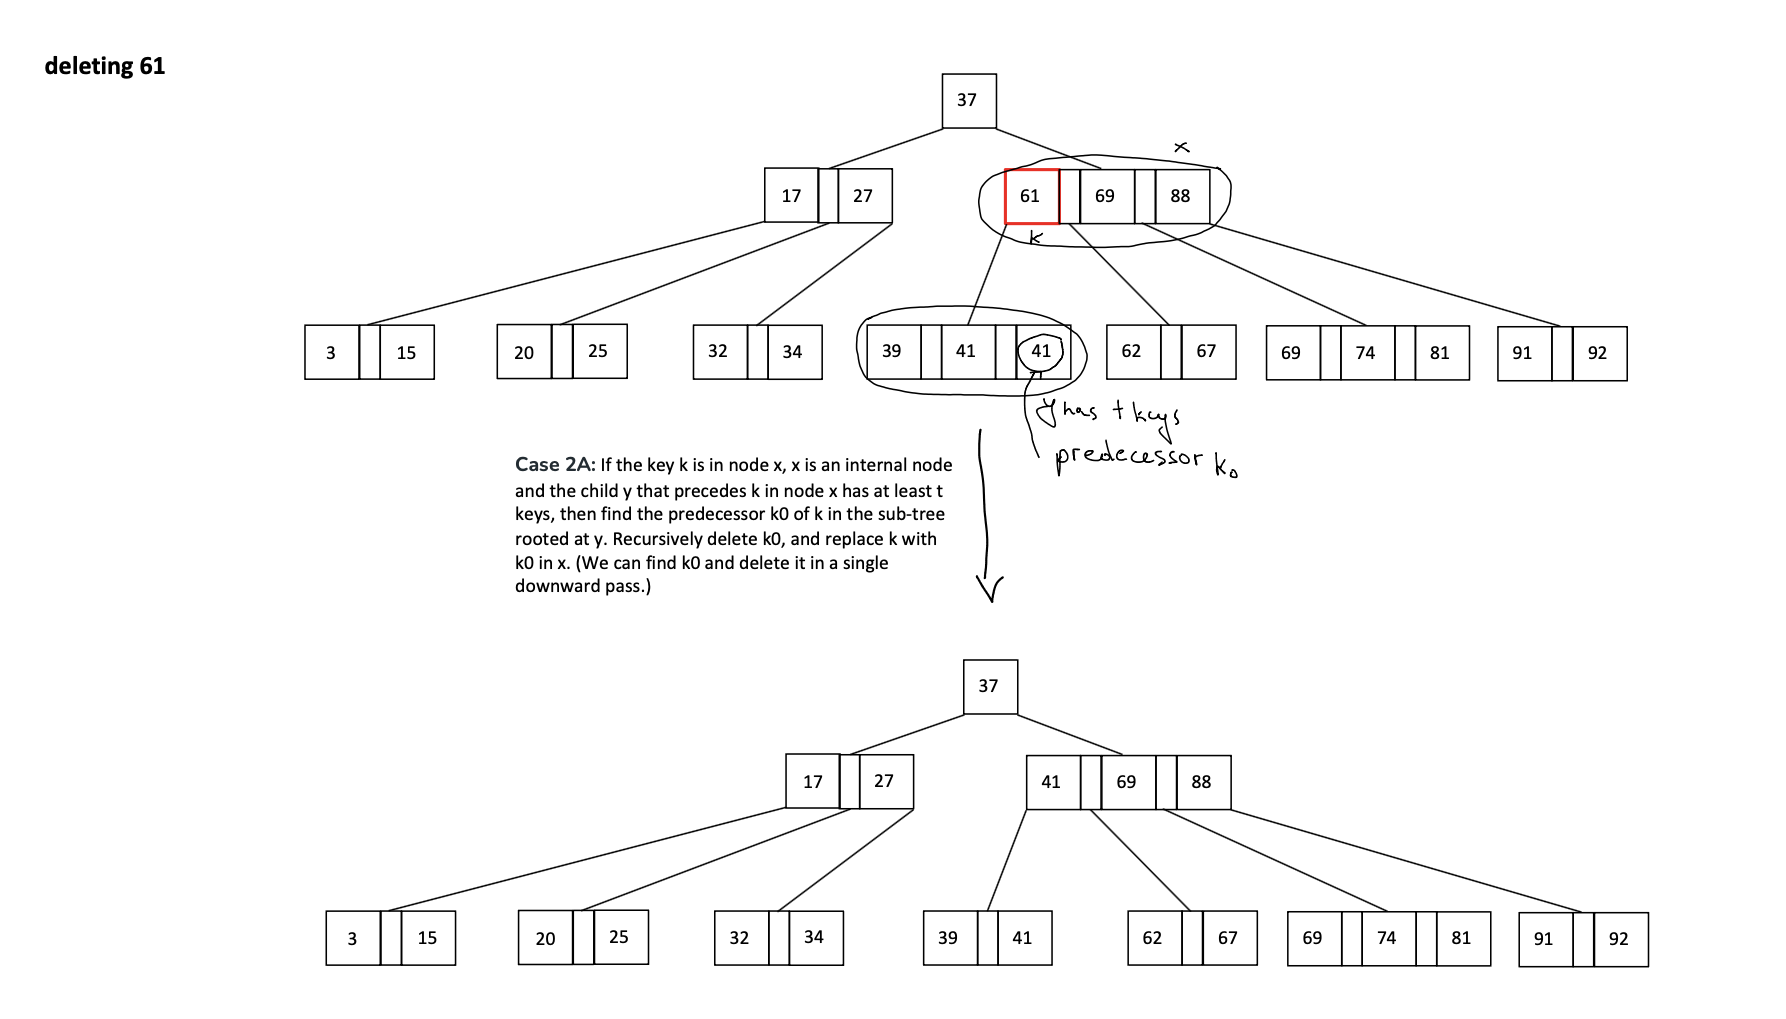 deleting 61
37
x
17 27 61 69 88
k
3 15 20 25 32 34 39 41 41 62 67 69 74 81 91 92
y has t keys
predecessor k0
Case 2A: If the key k is in node x, x is an internal node
and the child y that precedes k in node x has at least t
keys, then find the predecessor k0 of k in the sub-tree
rooted at y. Recursively delete k0, and replace k with
k0 in x. (We can find k0 and delete it in a single
downward pass.)
37
17 27 41 69 88
3 15 20 25 32 34 39 41 62 67 69 74 81 91 92